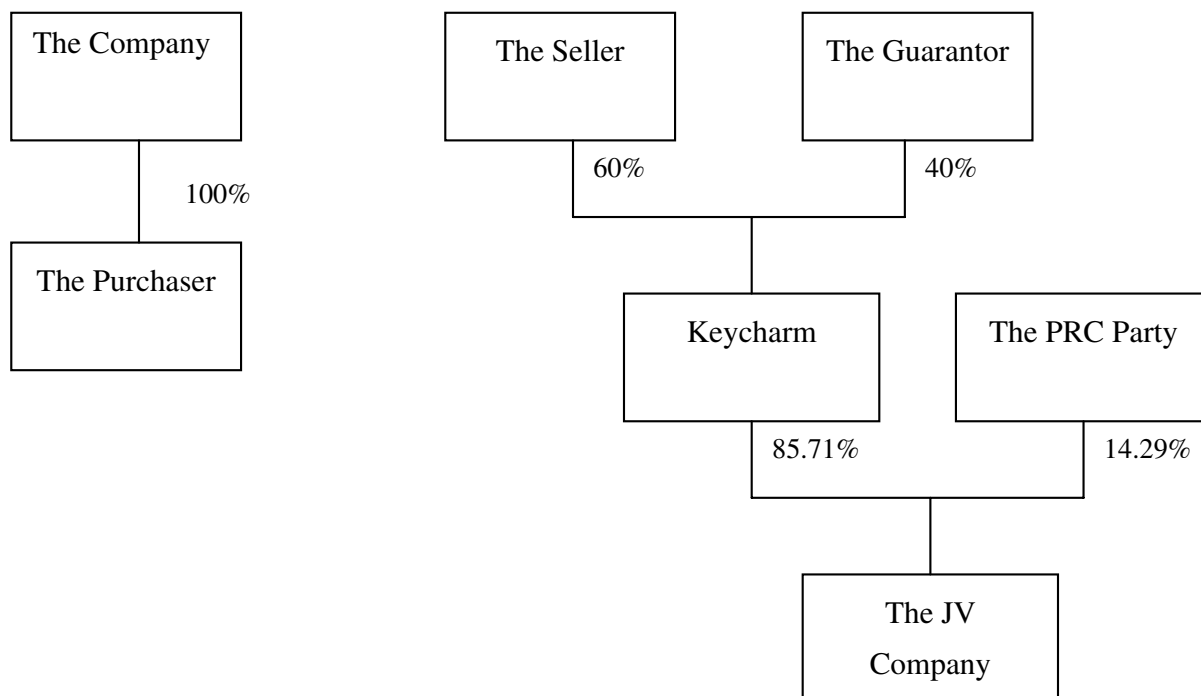 The Company
The Seller
The Guarantor
60%
40%
100%
The Purchaser
Keycharm
The PRC Party
85.71%
14.29%
The JV
Company